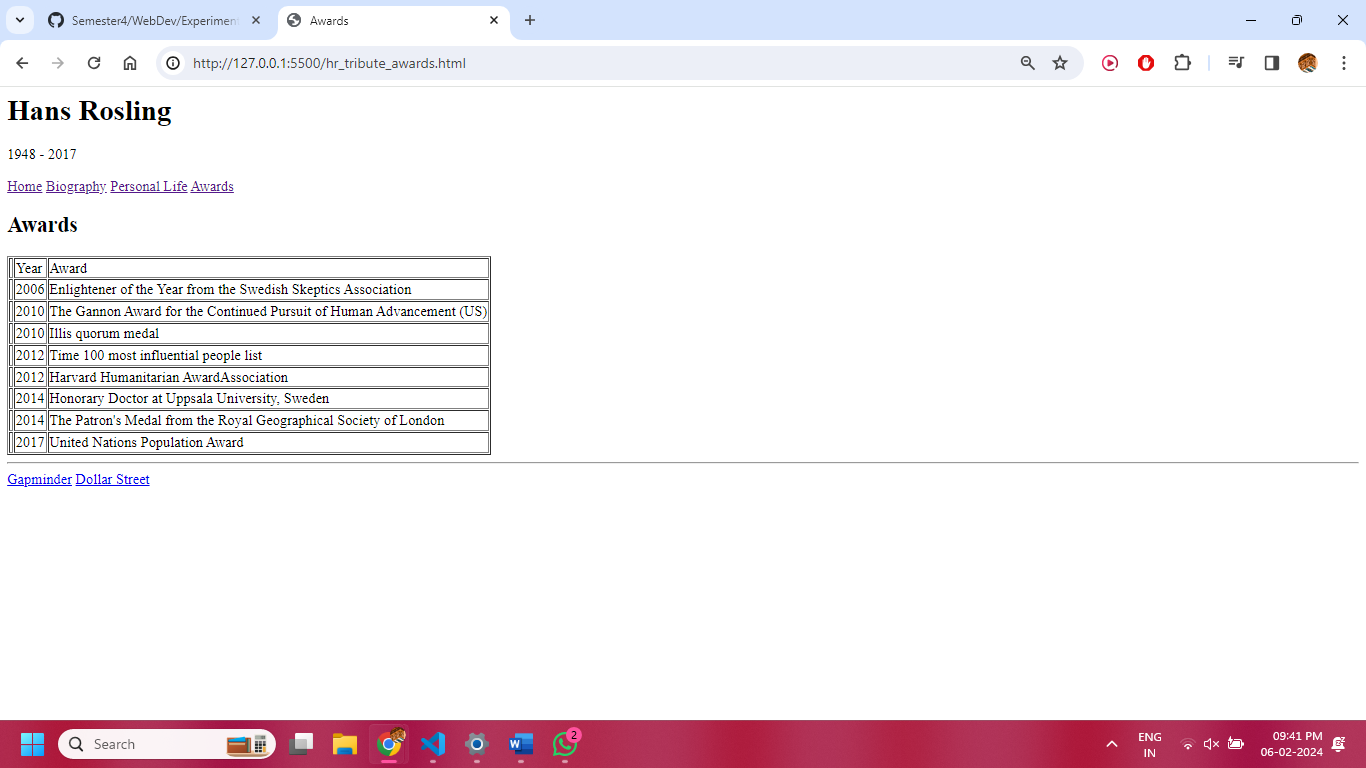 Semester4/WebDev/Experimen
Awards
http://127.0.0.1:5500/hr_tribute_awards.html
Hans Rosling
1948 - 2017
Home Biography Personal Life Awards
Awards
Year Award
2006 Enlightener of the Year from the Swedish Skeptics Association
2010 The Gannon Award for the Continued Pursuit of Human Advancement (US)
2010 Illis quorum medal
2012 Time 100 most influential people list
2012 Harvard Humanitarian AwardAssociation
2014 Honorary Doctor at Uppsala University, Sweden
2014 The Patron's Medal from the Royal Geographical Society of London
2017 United Nations Population Award
Gapminder Dollar Street
Search
2
ENG
IN
09:41 PM
06-02-2024